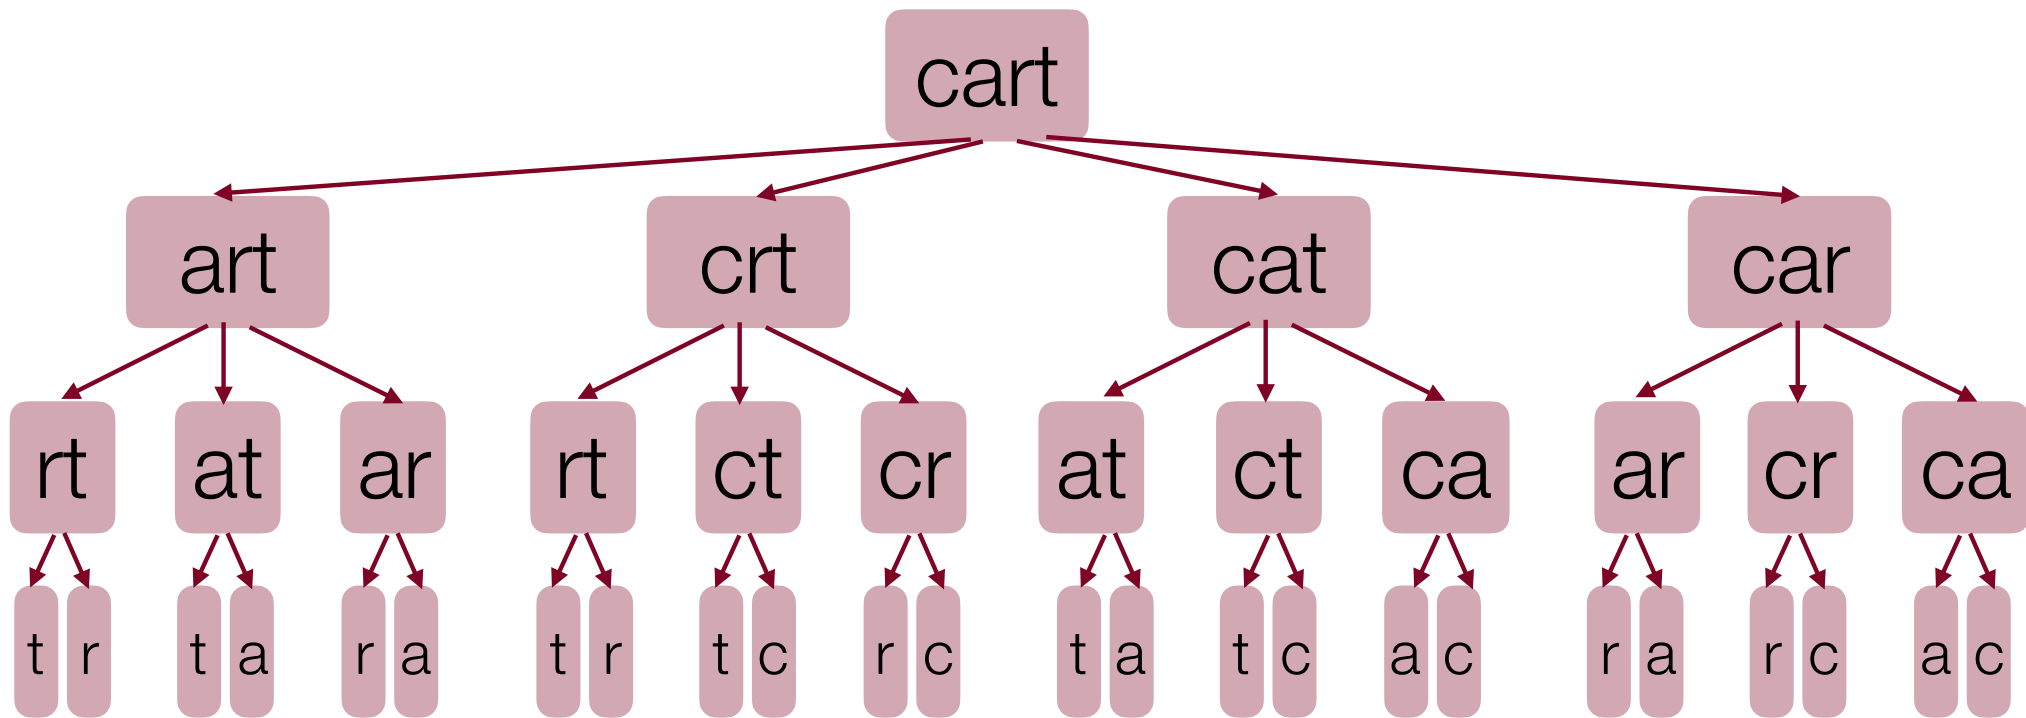 cart
art crt cat car
rt at ar rt ct cr at ct ca ar cr ca
t r t a r a t r t c r c t a t c a c r a r c a c